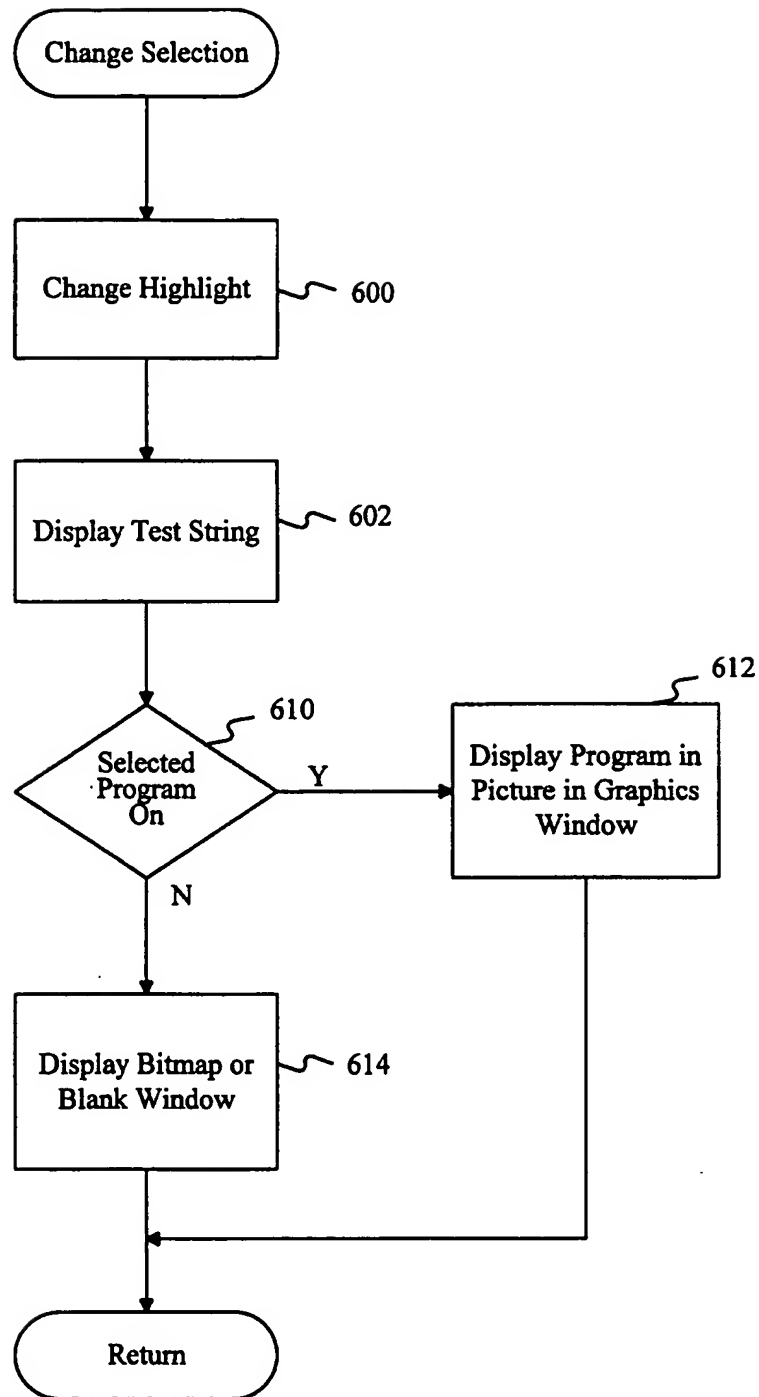 Change Selection
Change Highlight
600
Display Test String
602
610
Selected
Program
On
Y
N
612
Display Program in
Picture in Graphics
Window
Display Bitmap or
Blank Window
614
Return